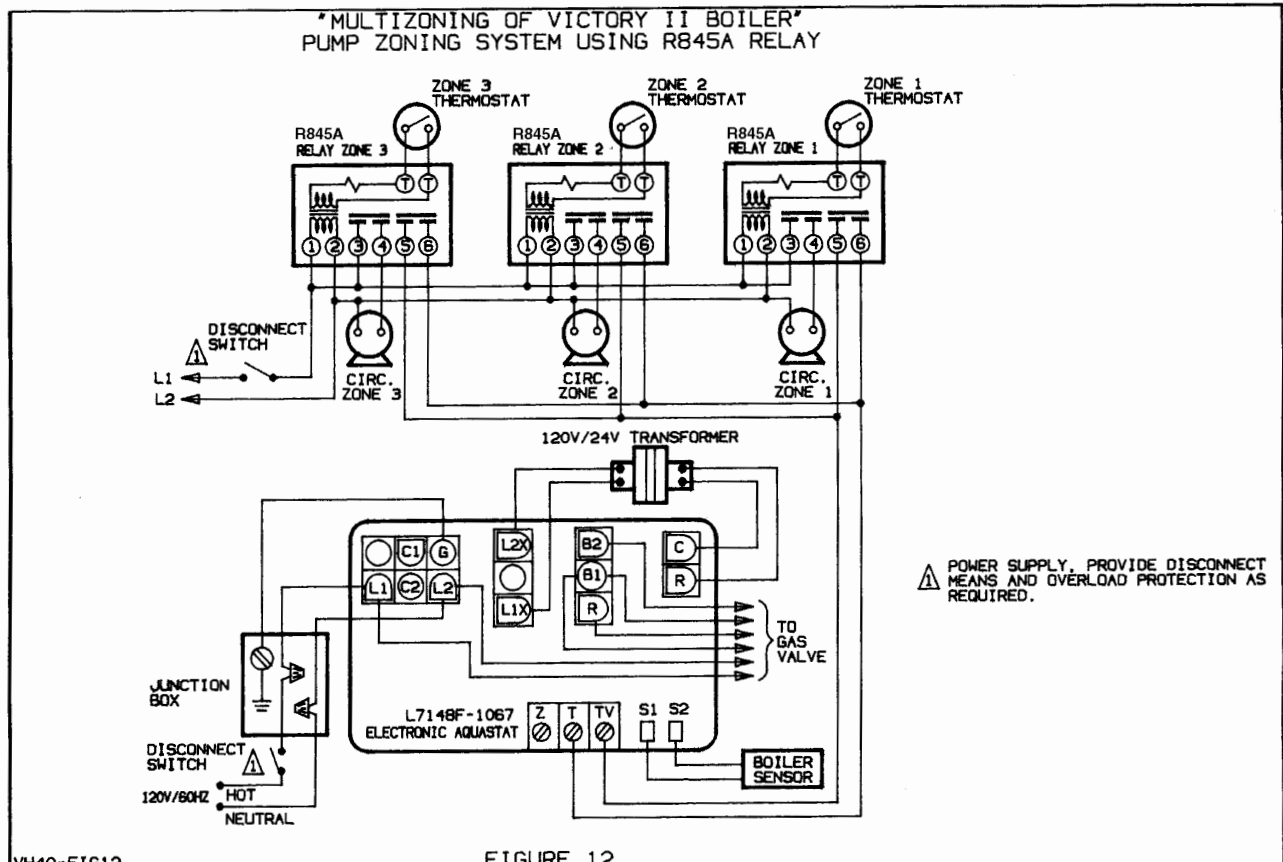 "MULTIZONING OF VICTORY II BOILER"
PUMP ZONING SYSTEM USING R845A RELAY
ZONE 3
THERMOSTAT
ZONE 2
THERMOSTAT
ZONE 1
THERMOSTAT
R845A
RELAY ZONE 3
R845A
RELAY ZONE 2
R845A
RELAY ZONE 1
T T
T T
T T
1 2 3 4 5 6
1 2 3 4 5 6
1 2 3 4 5 6
DISCONNECT
SWITCH
1
L1
L2
CIRC.
ZONE 3
CIRC.
ZONE 2
CIRC.
ZONE 1
120V/24V TRANSFORMER
C1 G
L1 C2 L2
L2X
L1X
B2
B1
R
C
R
TO
GAS
VALVE
1 POWER SUPPLY, PROVIDE DISCONNECT
MEANS AND OVERLOAD PROTECTION AS
REQUIRED.
JUNCTION
BOX
L7148F-1067
ELECTRONIC AQUASTAT
Z T TV S1 S2
BOILER
SENSOR
DISCONNECT
SWITCH
1
120V/60HZ
HOT
NEUTRAL
FIGURE 12